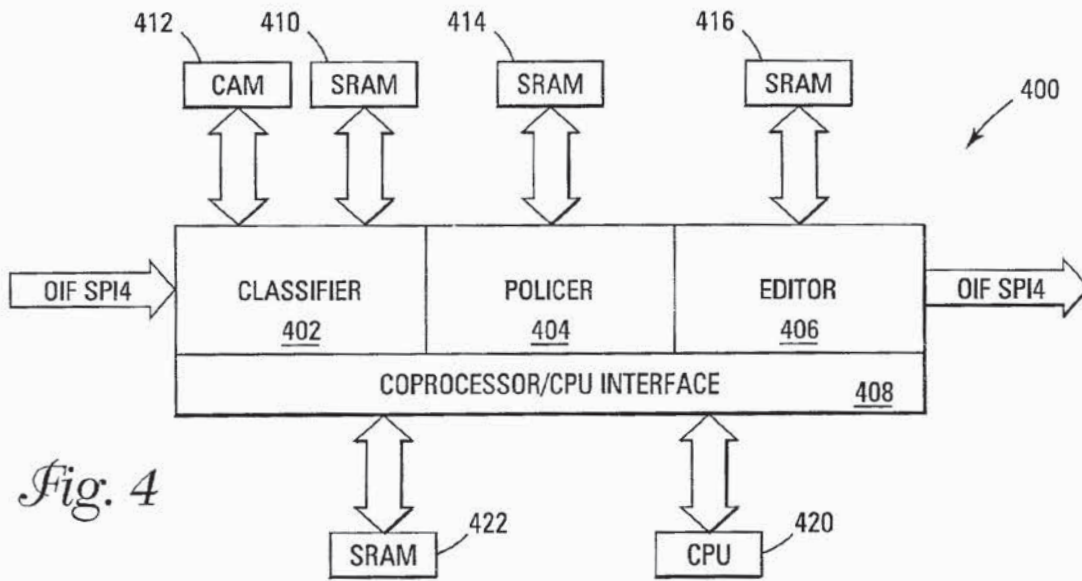 412 410 414 416
CAM SRAM SRAM SRAM
400
OIF SPI4 CLASSIFIER POLICER EDITOR OIF SPI4
402 404 406
COPROCESSOR/CPU INTERFACE
408
Fig. 4
422 420
SRAM CPU